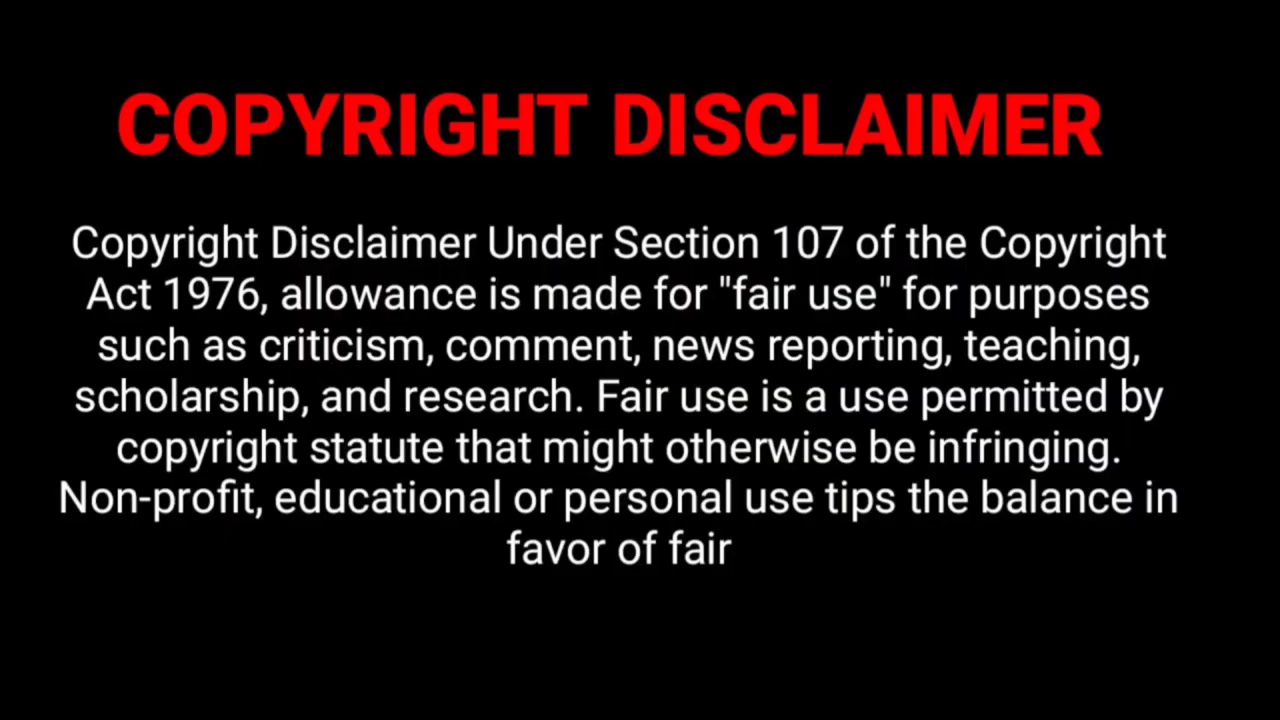 COPYRIGHT DISCLAIMER
Copyright Disclaimer Under Section 107 of the Copyright
Act 1976, allowance is made for "fair use" for purposes
such as criticism, comment, news reporting, teaching,
scholarship, and research. Fair use is a use permitted by
copyright statute that might otherwise be infringing.
Non-profit, educational or personal use tips the balance in
favor of fair